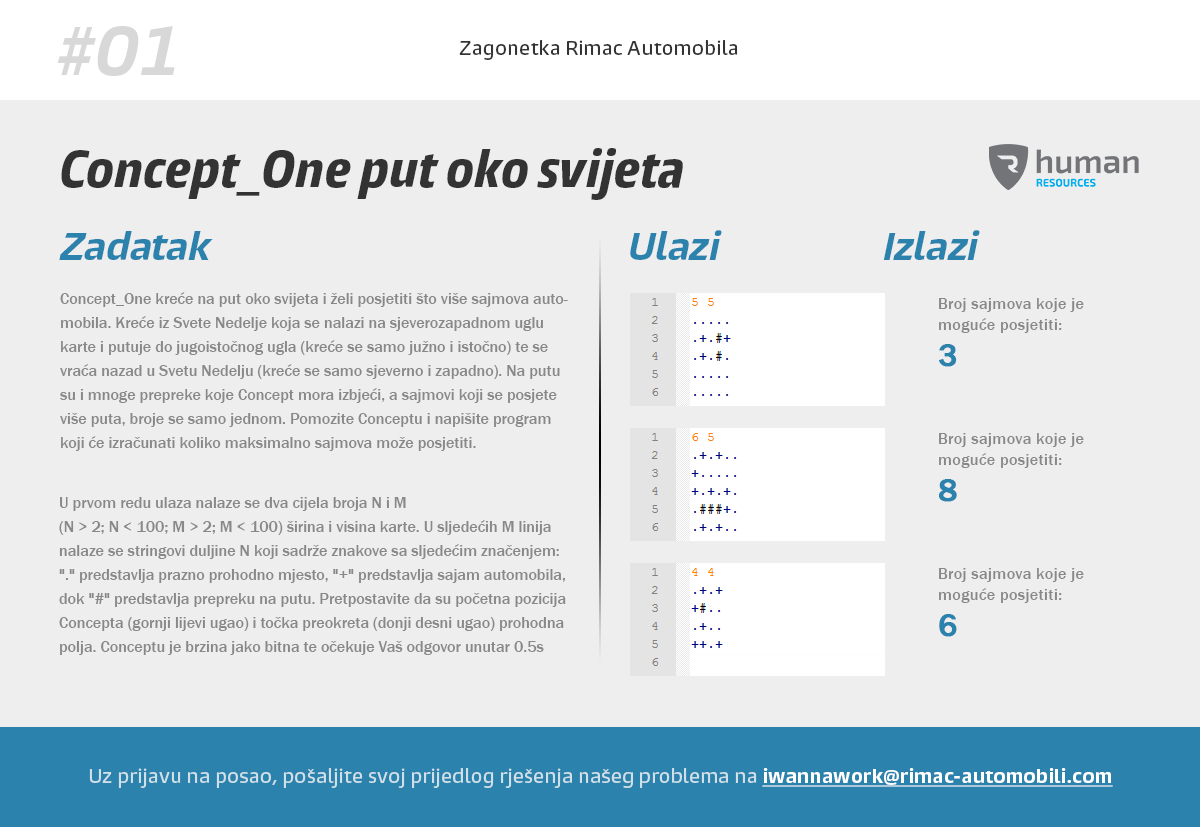 #01
Zagonetka Rimac Automobila
Concept_One put oko svijeta
human
RESOURCES
Zadatak
Concept_One kreće na put oko svijeta i želi posjetiti što više sajmova auto-
mobila. Kreće iz Svete Nedelje koja se nalazi na sjeverozapadnom uglu
karte i putuje do jugoistočnog ugla (kreće se samo južno i istočno) te se
vraća nazad u Svetu Nedelju (kreće se samo sjeverno i zapadno). Na putu
su i mnoge prepreke koje Concept mora izbjeći, a sajmovi koji se posjete
više puta, broje se samo jednom. Pomozite Conceptu i napišite program
koji će izračunati koliko maksimalno sajmova može posjetiti.
U prvom redu ulaza nalaze se dva cijela broja N i M
(N > 2; N < 100; M > 2; M < 100) širina i visina karte. U sljedećih M linija
nalaze se stringovi duljine N koji sadrže znakove sa sljedećim značenjem:
"." predstavlja prazno prohodno mjesto, "+" predstavlja sajam automobila,
dok "#" predstavlja prepreku na putu. Pretpostavite da su početna pozicija
Concepta (gornji lijevi ugao) i točka preokreta (donji desni ugao) prohodna
polja. Conceptu je brzina jako bitna te očekuje Vaš odgovor unutar 0.5s
Ulazi
1 5 5
2 .....
3 .+.#+
4 .+.#.
5 .....
6 .....
1 6 5
2 .+.+..
3 +.....
4 +.+.+.
5 .###+.
6 .+.+..
1 4 4
2 .+.+
3 +#..
4 .+..
5 ++.+
6
Izlazi
Broj sajmova koje je
moguće posjetiti:
3
Broj sajmova koje je
moguće posjetiti:
8
Broj sajmova koje je
moguće posjetiti:
6
Uz prijavu na posao, pošaljite svoj prijedlog rješenja našeg problema na iwannawork@rimac-automobili.com